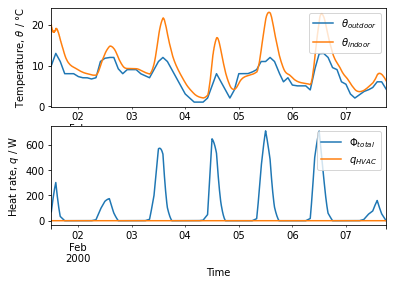 Temperature, θ / °C
20
10
0
θoutdoor
θindoor
02 03 04 05 06 07
Heat rate, q / W
600
400
200
0
Φtotal
qHVAC
02 03 04 05 06 07
Feb
2000
Time